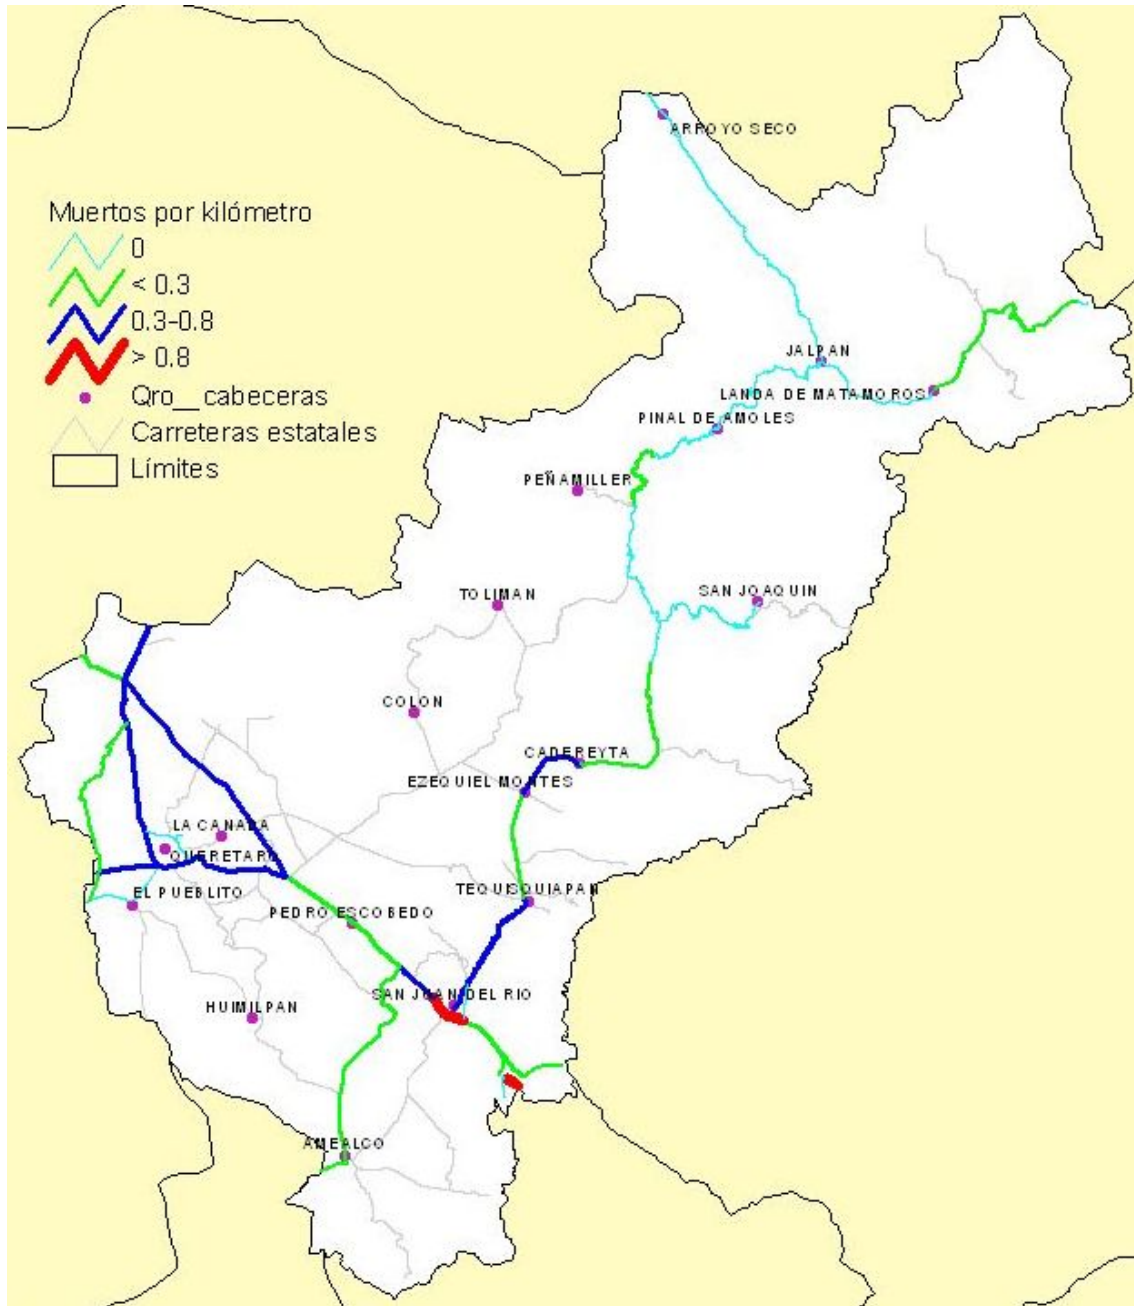 ARROYO SECO
Muertos por kilómetro
0
< 0.3
0.3-0.8
> 0.8
Qro__cabeceras
Carreteras estatales
Límites
JALPAN
LANDA DE MATAMOROS
PINAL DE AMOLES
PEÑAMILLER
TOLIMAN
SAN JOAQUIN
COLON
CADEREYTA
EZEQUIEL MONTES
LA CANADA
QUERETARO
EL PUEBLITO
TEQUISQUIAPAN
PEDRO ESCOBEDO
SAN JUAN DEL RIO
HUIMILPAN
AMEALCO